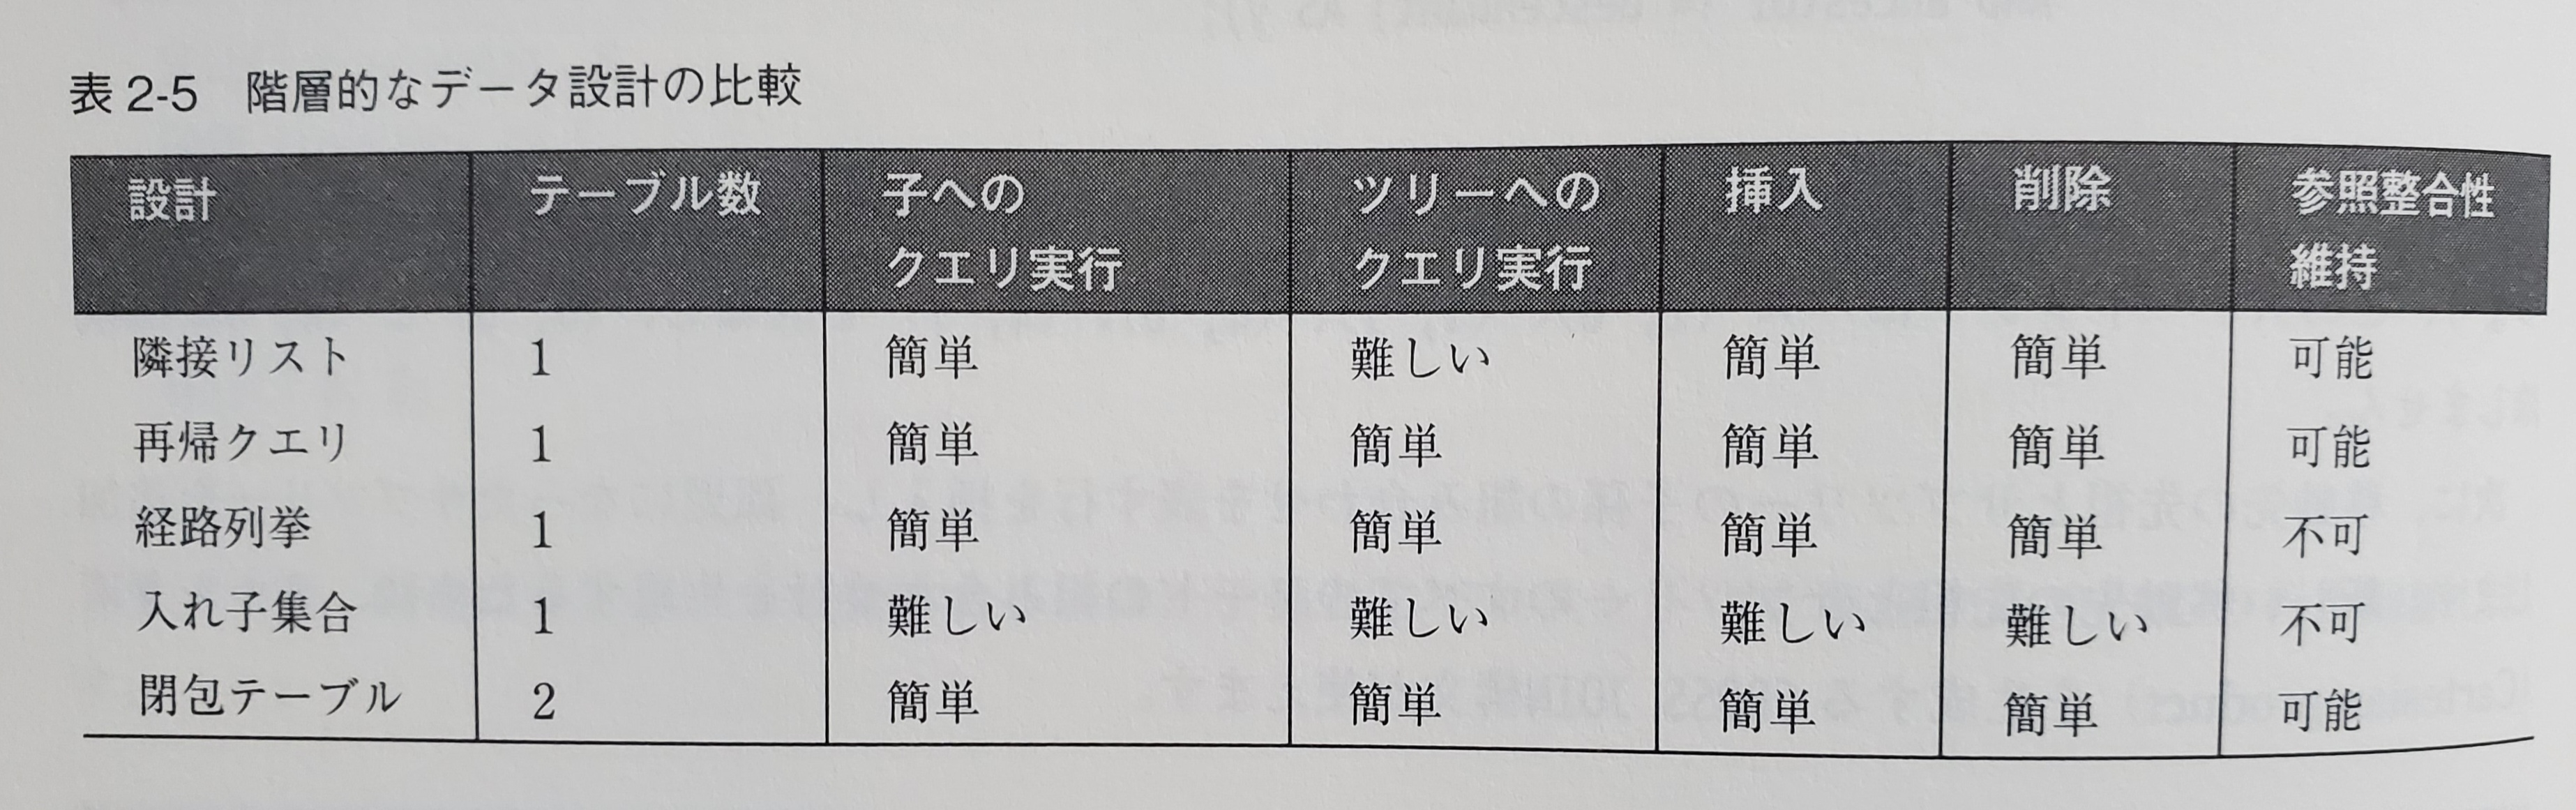 表 2-5　階層的なデータ設計の比較
設計　テーブル数　子へのクエリ実行　ツリーへのクエリ実行　挿入　削除　参照整合性維持
隣接リスト　1　簡単　難しい　簡単　簡単　可能
再帰クエリ　1　簡単　簡単　簡単　簡単　可能
経路列挙　1　簡単　簡単　簡単　簡単　不可
入れ子集合　1　難しい　難しい　難しい　難しい　不可
閉包テーブル　2　簡単　簡単　簡単　簡単　可能